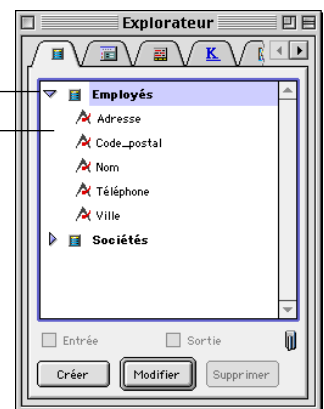 Explorateur
K
Employés
Adresse
Code_postal
Nom
Téléphone
Ville
Sociétés
Entrée Sortie
Créer Modifier Supprimer